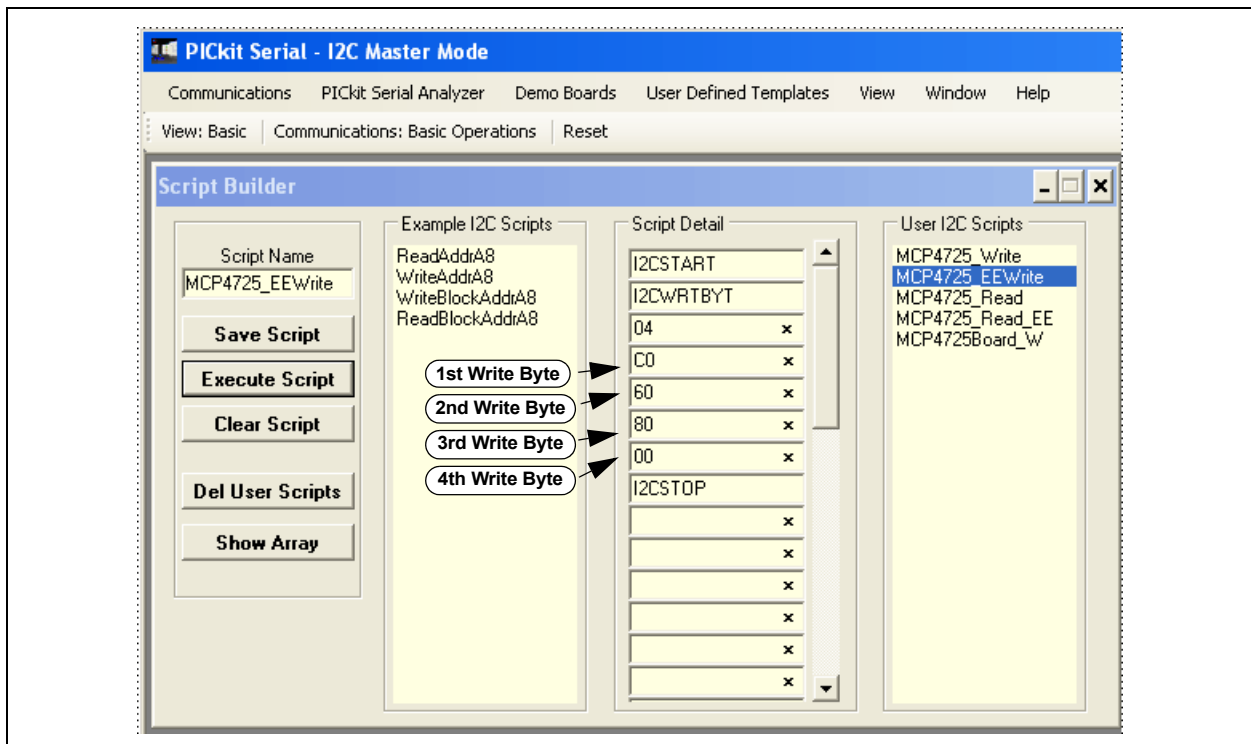 PICkit Serial - I2C Master Mode
Communications PICkit Serial Analyzer Demo Boards User Defined Templates View Window Help
View: Basic Communications: Basic Operations Reset
Script Builder
Script Name
MCP4725_EEWrite
Save Script
Execute Script
Clear Script
Del User Scripts
Show Array
Example I2C Scripts
ReadAddrA8
WriteAddrA8
WriteBlockAddrA8
ReadBlockAddrA8
1st Write Byte
2nd Write Byte
3rd Write Byte
4th Write Byte
Script Detail
I2CSTART
I2CWRTBYT
04 x
C0 x
60 x
80 x
00 x
I2CSTOP
x
x
x
x
x
x
User I2C Scripts
MCP4725_Write
MCP4725_EEWrite
MCP4725_Read
MCP4725_Read_EE
MCP4725Board_W